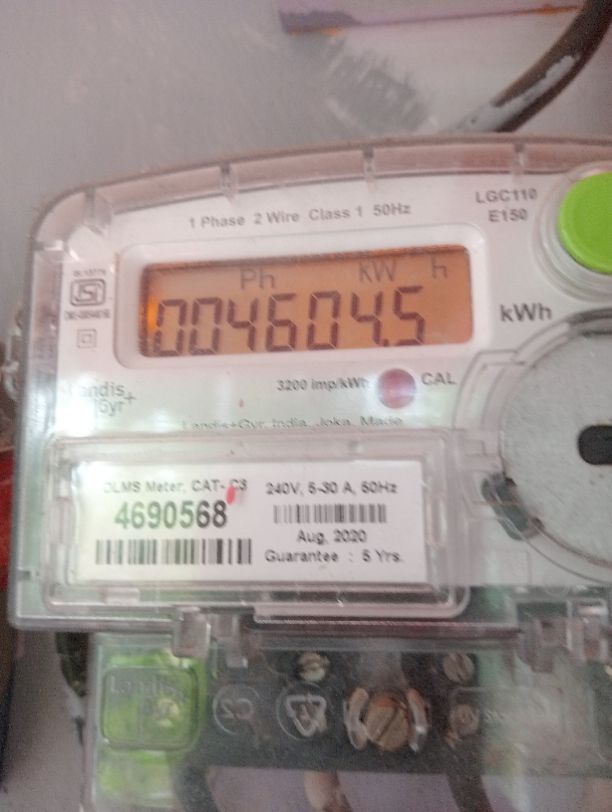 1 Phase 2 Wire Class 1 50Hz
LGC110
E150
Ph kW h
004604.5
kWh
3200 imp/kWh
CAL
Landis+
Gyr
Landis+Gyr, India, Joka, Made
DLMS Meter, CAT- C3
240V, 5-30 A, 50Hz
4690568
Aug, 2020
Guarantee : 5 Yrs.